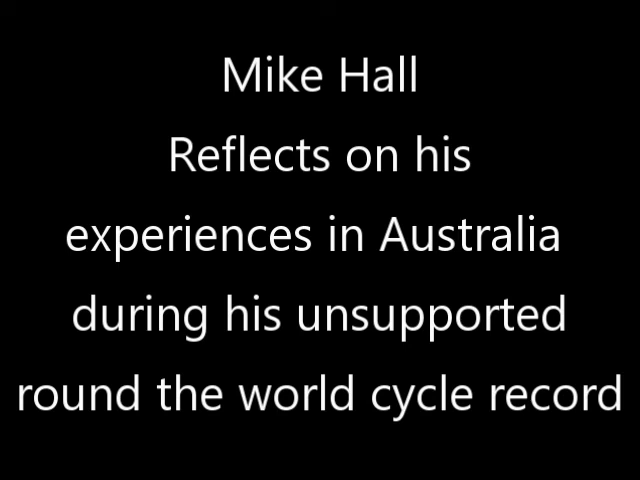 Mike Hall
Reflects on his
experiences in Australia
during his unsupported
round the world cycle record